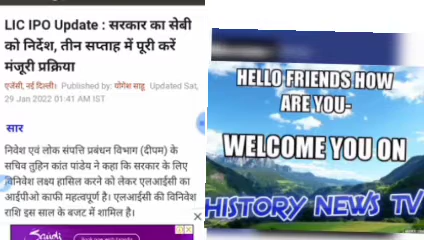 LIC IPO Update : सरकार का सेबी
को निर्देश, तीन सप्ताह में पूरी करें
मंजूरी प्रक्रिया
एजेंसी, नई दिल्ली। Published by: योगेश साहू Updated Sat,
29 Jan 2022 01:41 AM IST
सार
निवेश एवं लोक संपत्ति प्रबंधन विभाग (दीपम) के
सचिव तुहिन कांत पांडेय ने कहा कि सरकार के लिए
विनिवेश लक्ष्य हासिल करने को लेकर एलआईसी का
आईपीओ काफी महत्वपूर्ण है। एलआईसी की विनिवेश
राशि इस साल के बजट में शामिल है।
HELLO FRIENDS HOW
ARE YOU-
WELCOME YOU ON
HISTORY NEWS TV